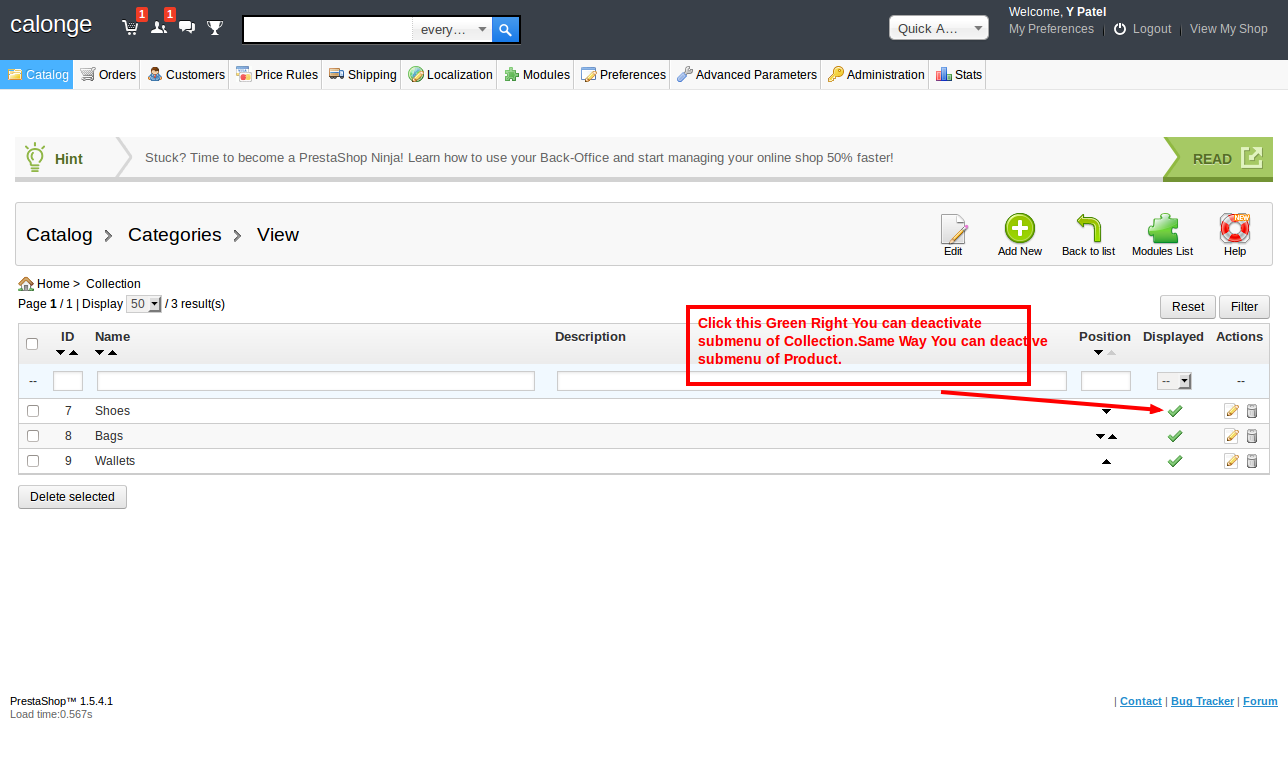 calonge
1
1
every...
Quick A...
Welcome, Y Patel
My Preferences
Logout
View My Shop
Catalog
Orders
Customers
Price Rules
Shipping
Localization
Modules
Preferences
Advanced Parameters
Administration
Stats
Hint
Stuck? Time to become a PrestaShop Ninja! Learn how to use your Back-Office and start managing your online shop 50% faster!
READ
Catalog
Categories
View
Edit
Add New
Back to list
Modules List
NEW
Help
Home > Collection
Page 1 / 1 | Display 50 / 3 result(s)
Reset
Filter
Click this Green Right You can deactivate
submenu of Collection.Same Way You can deactive
submenu of Product.
ID
Name
Description
Position
Displayed
Actions
--
--
--
7
Shoes
8
Bags
9
Wallets
Delete selected
PrestaShop™ 1.5.4.1
Load time:0.567s
| Contact | Bug Tracker | Forum